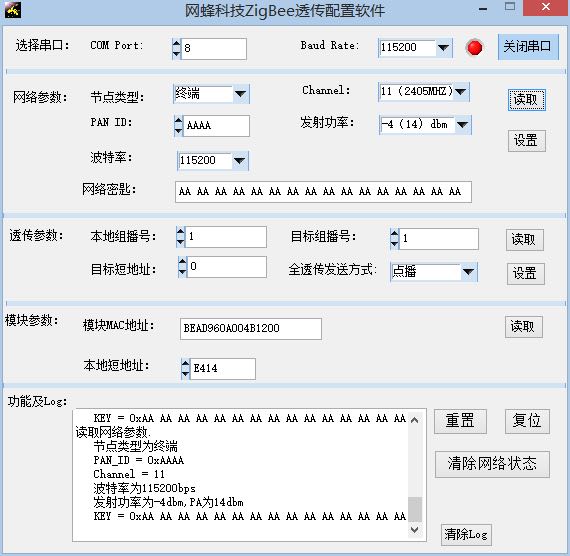 网蜂科技ZigBee透传配置软件
选择串口: COM Port: 8 Baud Rate: 115200 关闭串口
网络参数: 节点类型: 终端 Channel: 11 (2405MHZ) 读取
PAN ID: AAAA 发射功率: -4 (14) dbm 设置
波特率: 115200
网络密匙: AA AA AA AA AA AA AA AA AA AA AA AA AA AA AA AA
透传参数: 本地组播号: 1 目标组播号: 1 读取
目标短地址: 0 全透传发送方式: 点播 设置
模块参数: 模块MAC地址: BEAD960A004B1200 读取
本地短地址: E414
功能及Log:
KEY = 0xAA AA AA AA AA AA AA AA AA AA AA AA AA AA AA
读取网络参数.
节点类型为终端
PAN_ID = 0xAAAA
Channel = 11
波特率为115200bps
发射功率为-4dbm,PA为14dbm
KEY = 0xAA AA AA AA AA AA AA AA AA AA AA AA AA AA AA
重置 复位
清除网络状态
清除Log